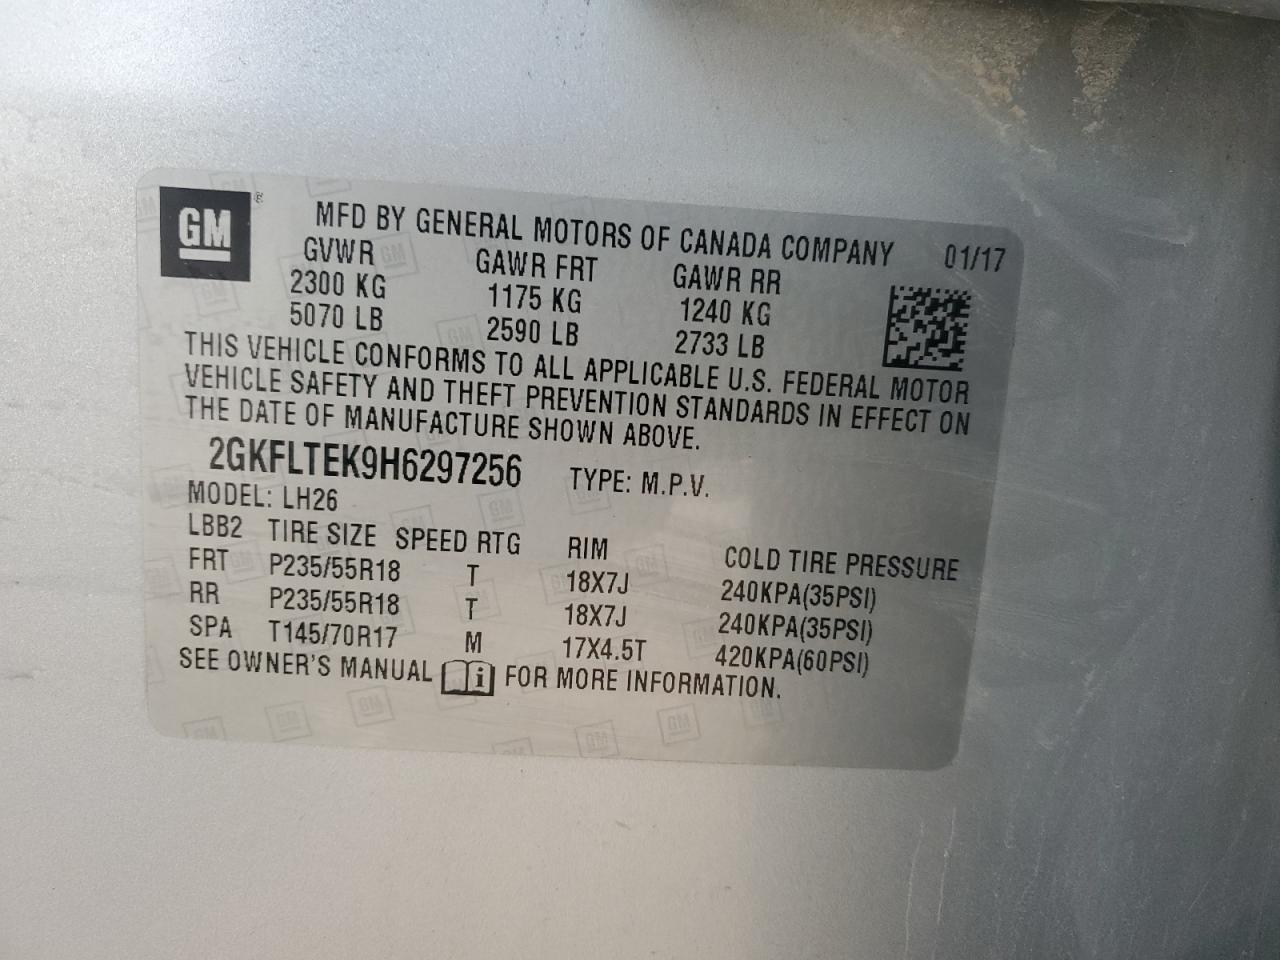 GM ®
MFD BY GENERAL MOTORS OF CANADA COMPANY 01/17
GVWR GAWR FRT GAWR RR
2300 KG 1175 KG 1240 KG
5070 LB 2590 LB 2733 LB
THIS VEHICLE CONFORMS TO ALL APPLICABLE U.S. FEDERAL MOTOR
VEHICLE SAFETY AND THEFT PREVENTION STANDARDS IN EFFECT ON
THE DATE OF MANUFACTURE SHOWN ABOVE.
2GKFLTEK9H6297256 TYPE: M.P.V.
MODEL: LH26
LBB2 TIRE SIZE SPEED RTG RIM COLD TIRE PRESSURE
FRT P235/55R18 T 18X7J 240KPA(35PSI)
RR P235/55R18 T 18X7J 240KPA(35PSI)
SPA T145/70R17 M 17X4.5T 420KPA(60PSI)
SEE OWNER'S MANUAL i FOR MORE INFORMATION.